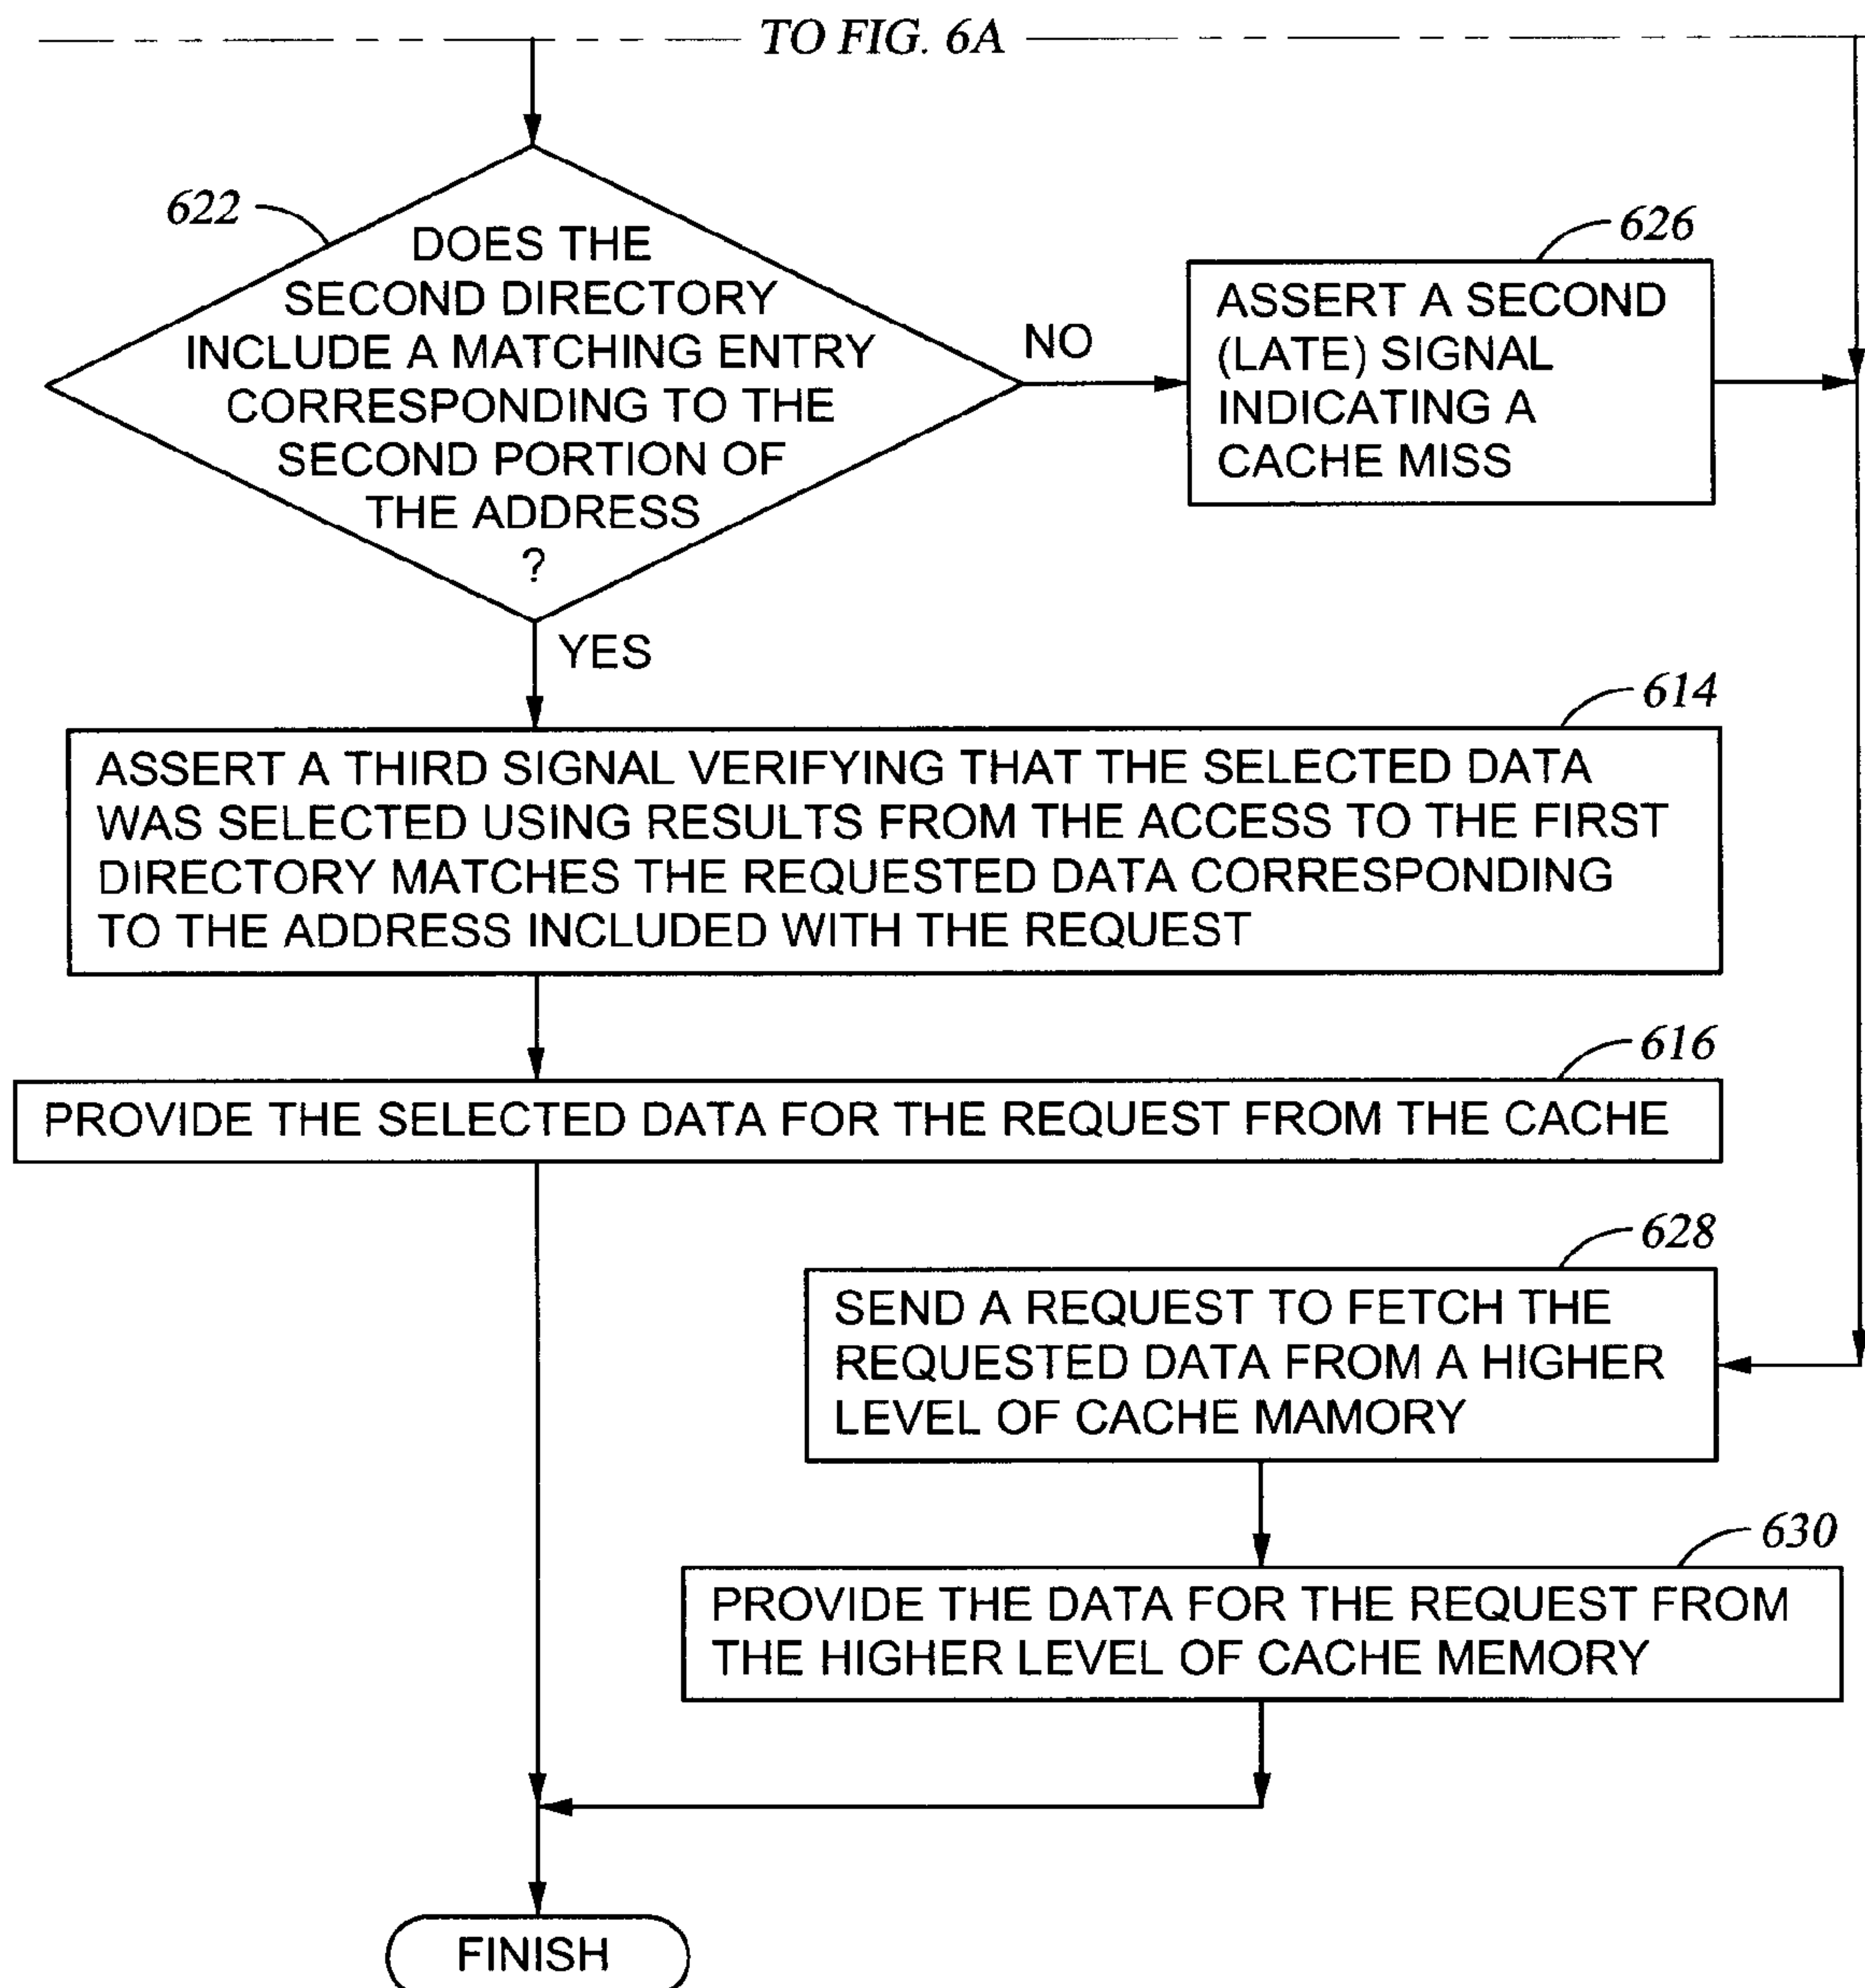 TO FIG. 6A
622
DOES THE
SECOND DIRECTORY
INCLUDE A MATCHING ENTRY
CORRESPONDING TO THE
SECOND PORTION OF
THE ADDRESS
?
NO
626
ASSERT A SECOND
(LATE) SIGNAL
INDICATING A
CACHE MISS
YES
614
ASSERT A THIRD SIGNAL VERIFYING THAT THE SELECTED DATA
WAS SELECTED USING RESULTS FROM THE ACCESS TO THE FIRST
DIRECTORY MATCHES THE REQUESTED DATA CORRESPONDING
TO THE ADDRESS INCLUDED WITH THE REQUEST
616
PROVIDE THE SELECTED DATA FOR THE REQUEST FROM THE CACHE
628
SEND A REQUEST TO FETCH THE
REQUESTED DATA FROM A HIGHER
LEVEL OF CACHE MAMORY
630
PROVIDE THE DATA FOR THE REQUEST FROM
THE HIGHER LEVEL OF CACHE MEMORY
FINISH